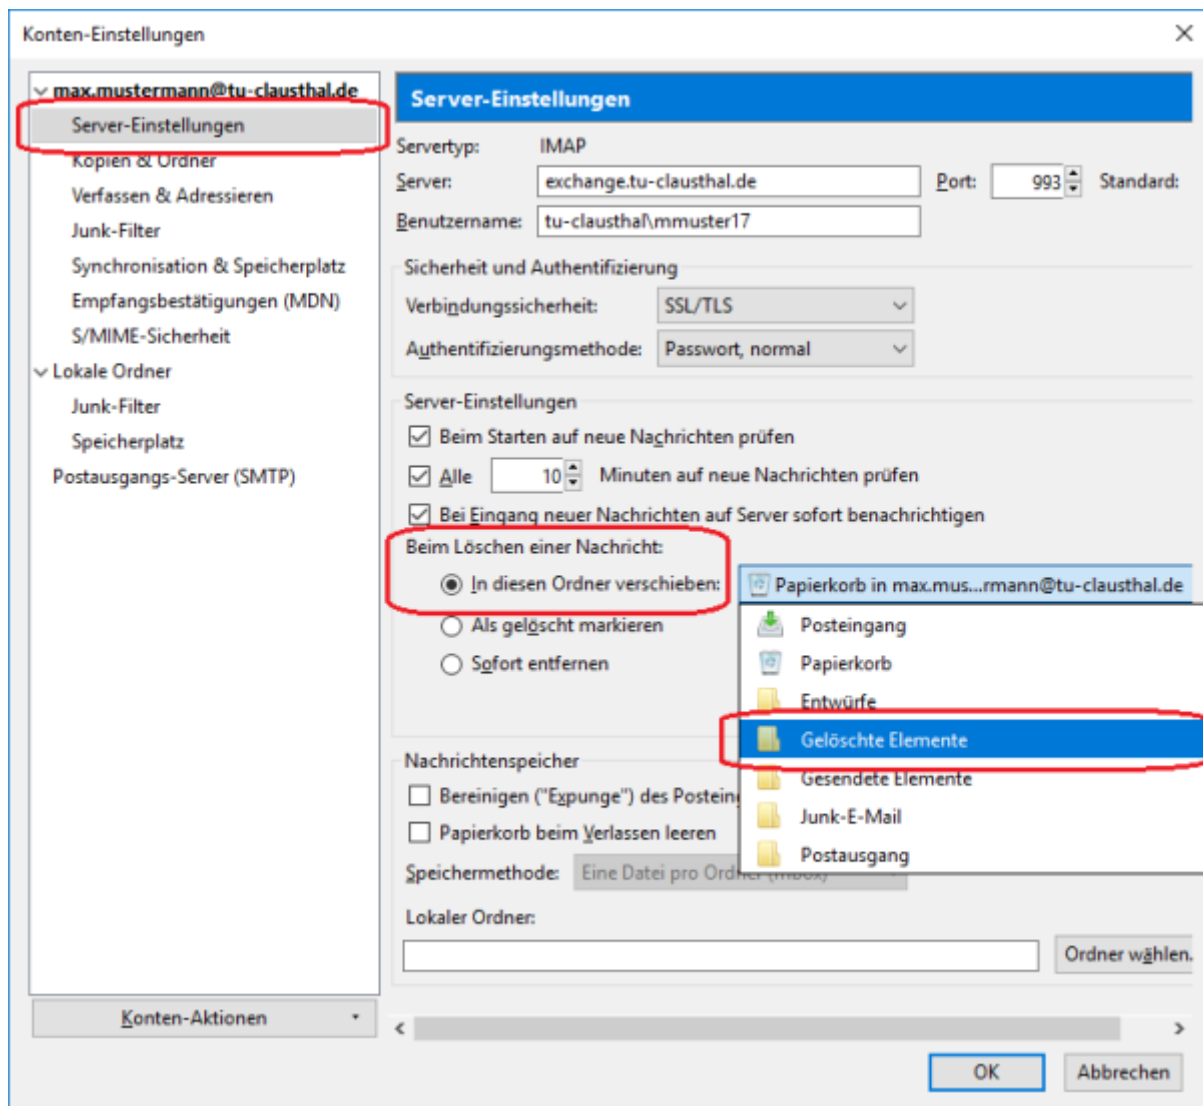 Konten-Einstellungen
max.mustermann@tu-clausthal.de
Server-Einstellungen
Kopien & Ordner
Verfassen & Adressieren
Junk-Filter
Synchronisation & Speicherplatz
Empfangsbestätigungen (MDN)
S/MIME-Sicherheit
Lokale Ordner
Junk-Filter
Speicherplatz
Postausgangs-Server (SMTP)
Konten-Aktionen
Server-Einstellungen
Servertyp: IMAP
Server: exchange.tu-clausthal.de Port: 993 Standard:
Benutzername: tu-clausthal\mmuster17
Sicherheit und Authentifizierung
Verbindungssicherheit: SSL/TLS
Authentifizierungsmethode: Passwort, normal
Server-Einstellungen
Beim Starten auf neue Nachrichten prüfen
Alle 10 Minuten auf neue Nachrichten prüfen
Bei Eingang neuer Nachrichten auf Server sofort benachrichtigen
Beim Löschen einer Nachricht:
In diesen Ordner verschieben: Papierkorb in max.mus...rmann@tu-clausthal.de
Als gelöscht markieren
Sofort entfernen
Posteingang
Papierkorb
Entwürfe
Gelöschte Elemente
Gesendete Elemente
Junk-E-Mail
Postausgang
Nachrichtenspeicher
Bereinigen ("Expunge") des Postein
Papierkorb beim Verlassen leeren
Speichermethode: Eine Datei pro Ordner (mbox)
Lokaler Ordner:
Ordner wählen.
OK Abbrechen